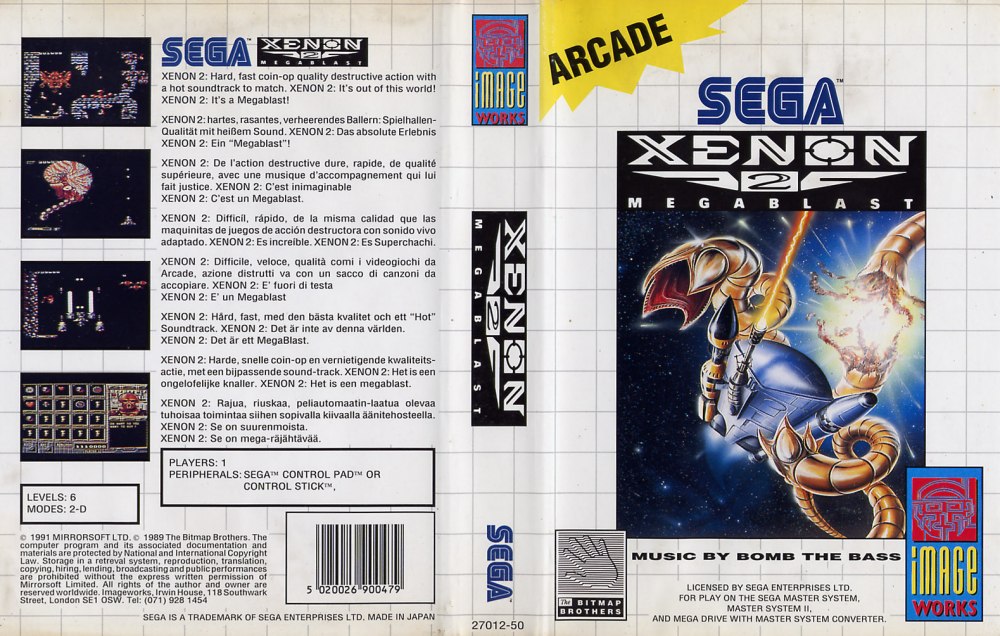 SEGA™ XENON 2
MEGABLAST
XENON 2: Hard, fast coin-op quality destructive action with
a hot soundtrack to match. XENON 2: It's out of this world!
XENON 2: It's a Megablast!
XENON 2: hartes, rasantes, verheerendes Ballern: Spielhallen-
Qualität mit heißem Sound. XENON 2: Das absolute Erlebnis
XENON 2: Ein "Megablast"!
XENON 2: De l'action destructive dure, rapide, de qualité
supérieure, avec une musique d'accompagnement qui lui
fait justice. XENON 2: C'est inimaginable
XENON 2: C'est un Megablast.
XENON 2: Difficíl, rápido, de la misma calidad que las
maquinitas de juegos de acción destructora con sonido vivo
adaptado. XENON 2: Es increíble. XENON 2: Es Superchachi.
XENON 2: Difficile, veloce, qualità comi i videogiochi da
Arcade, azione distrutti va con un sacco di canzoni da
accopiare. XENON 2: E' fuori di testa
XENON 2: E' un Megablast
XENON 2: Hård, fast, med den bästa kvalitet och ett "Hot"
Soundtrack. XENON 2: Det är inte av denna världen.
XENON 2: Det är ett MegaBlast.
XENON 2: Harde, snelle coin-op en vernietigende kwaliteits-
actie, met een bijpassende sound-track. XENON 2: Het is een
ongelofelijke knaller. XENON 2: Het is een megablast.
XENON 2: Rajua, riuskaa, peliautomaatin-laatua olevaa
tuhoisaa toimintaa siihen sopivalla kiivaalla äänitehosteella.
XENON 2: Se on suurenmoista.
XENON 2: Se on mega-räjähtävää.
PLAYERS: 1
PERIPHERALS: SEGA™ CONTROL PAD™ OR
CONTROL STICK™,
LEVELS: 6
MODES: 2-D
© 1991 MIRRORSOFT LTD. © 1989 The Bitmap Brothers. The
computer program and its associated documentation and
materials are protected by National and International Copyright
Law. Storage in a retreval system, reproduction, translation,
copying, hiring, lending, broadcasting and public performances
are prohibited without the express written permission of
Mirrorsoft Limited. All rights of the author and owner are
reserved worldwide. Imageworks, Irwin House, 118 Southwark
Street, London SE1 OSW. Tel: (071) 928 1454
5 020026 900479
SEGA IS A TRADEMARK OF SEGA ENTERPRISES LTD. MADE IN JAPAN
iMAGE
WORKS
XENON 2
MEGABLAST
SEGA
27012-50
ARCADE
SEGA™
XENON
2
MEGABLAST
MUSIC BY BOMB THE BASS
The BITMAP
BROTHERS
LICENSED BY SEGA ENTERPRISES LTD.
FOR PLAY ON THE SEGA MASTER SYSTEM,
MASTER SYSTEM II,
AND MEGA DRIVE WITH MASTER SYSTEM CONVERTER.
iMAGE
WORKS